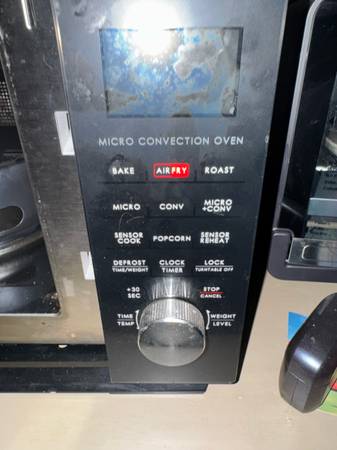 MICRO CONVECTION OVEN
BAKE AIRFRY ROAST
MICRO CONV MICRO +CONV
SENSOR COOK POPCORN SENSOR REHEAT
DEFROST TIME/WEIGHT CLOCK TIMER LOCK TURNTABLE OFF
+30 SEC STOP CANCEL
TIME TEMP WEIGHT LEVEL